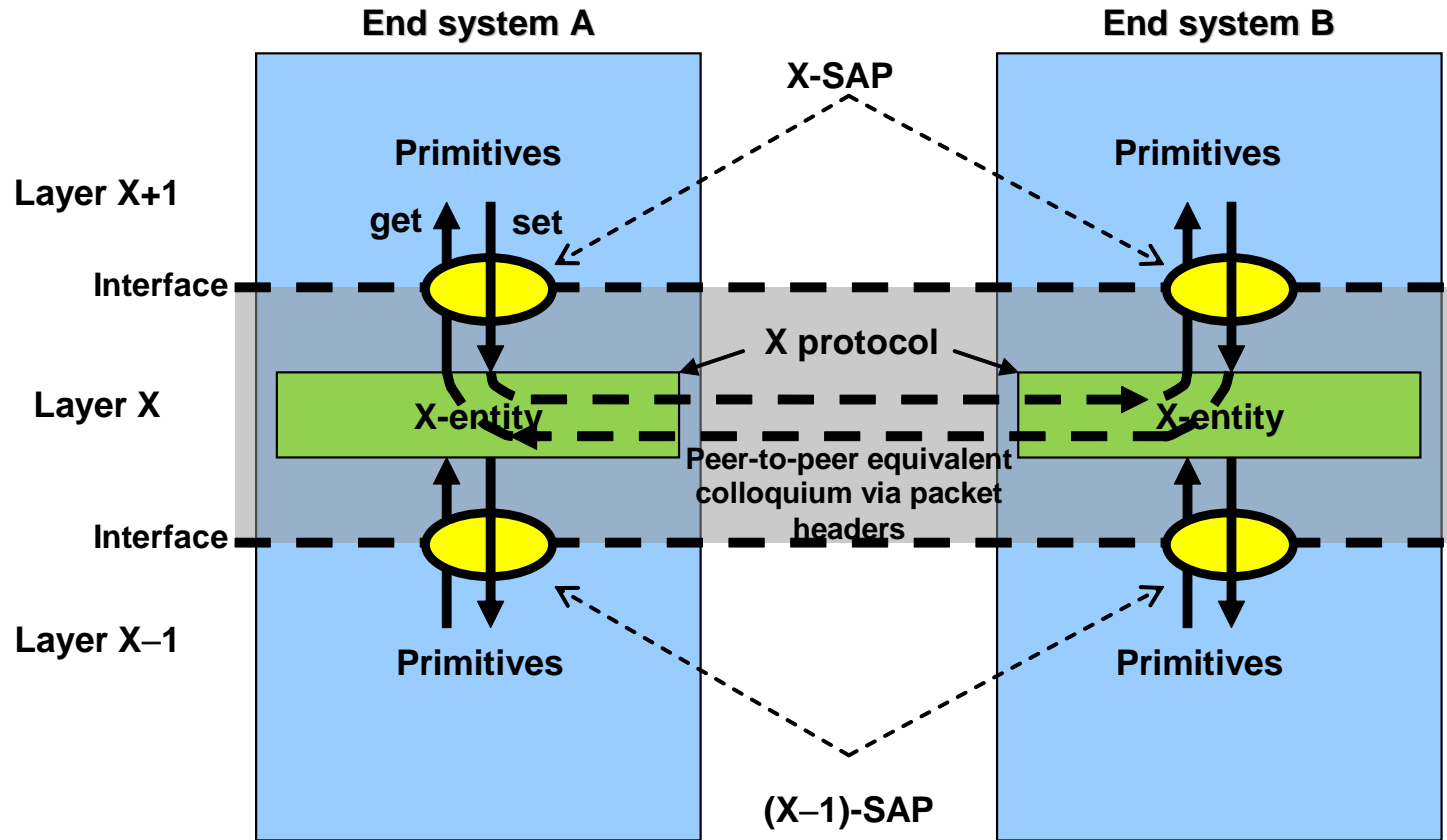 End system A
End system B
X-SAP
Primitives
Primitives
Layer X+1
get
set
Interface
X protocol
Layer X
X-entity
X-entity
Peer-to-peer equivalent
colloquium via packet
headers
Interface
Layer X–1
Primitives
Primitives
(X–1)-SAP